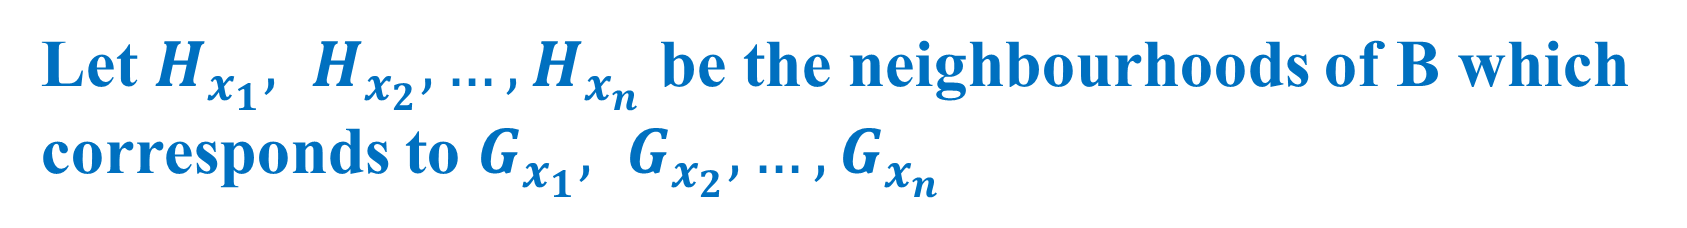 Let H_{x_1}, H_{x_2}, ..., H_{x_n} be the neighbourhoods of B which
corresponds to G_{x_1}, G_{x_2}, ..., G_{x_n}